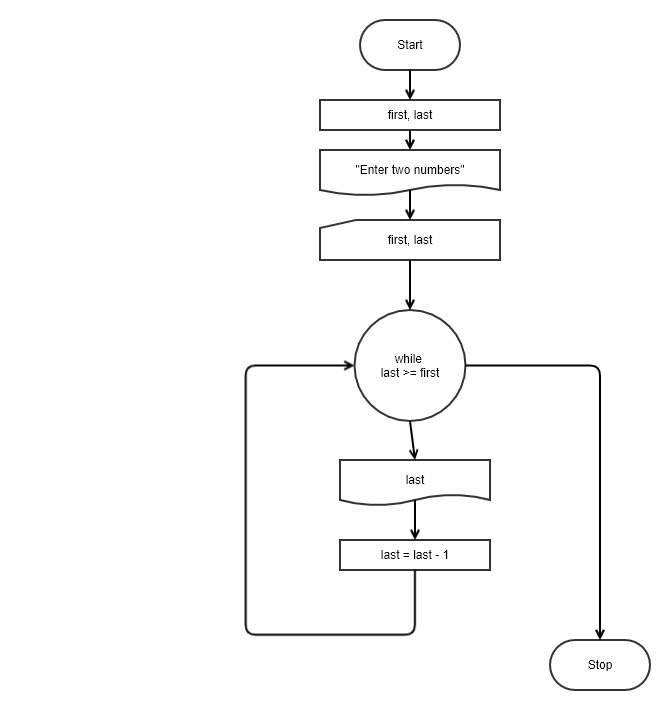 Start
first, last
"Enter two numbers"
first, last
while
last >= first
last
last = last - 1
Stop